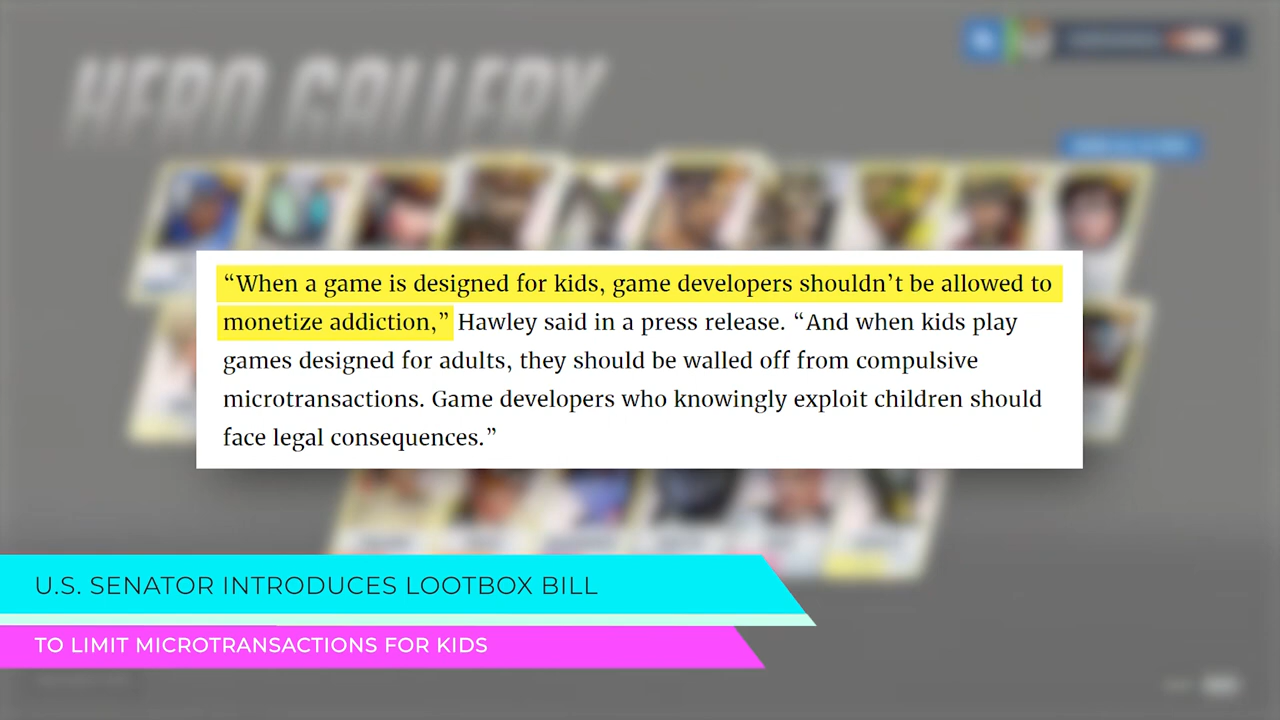 HERO GALLERY
“When a game is designed for kids, game developers shouldn’t be allowed to
monetize addiction,” Hawley said in a press release. “And when kids play
games designed for adults, they should be walled off from compulsive
microtransactions. Game developers who knowingly exploit children should
face legal consequences.”
U.S. SENATOR INTRODUCES LOOTBOX BILL
TO LIMIT MICROTRANSACTIONS FOR KIDS